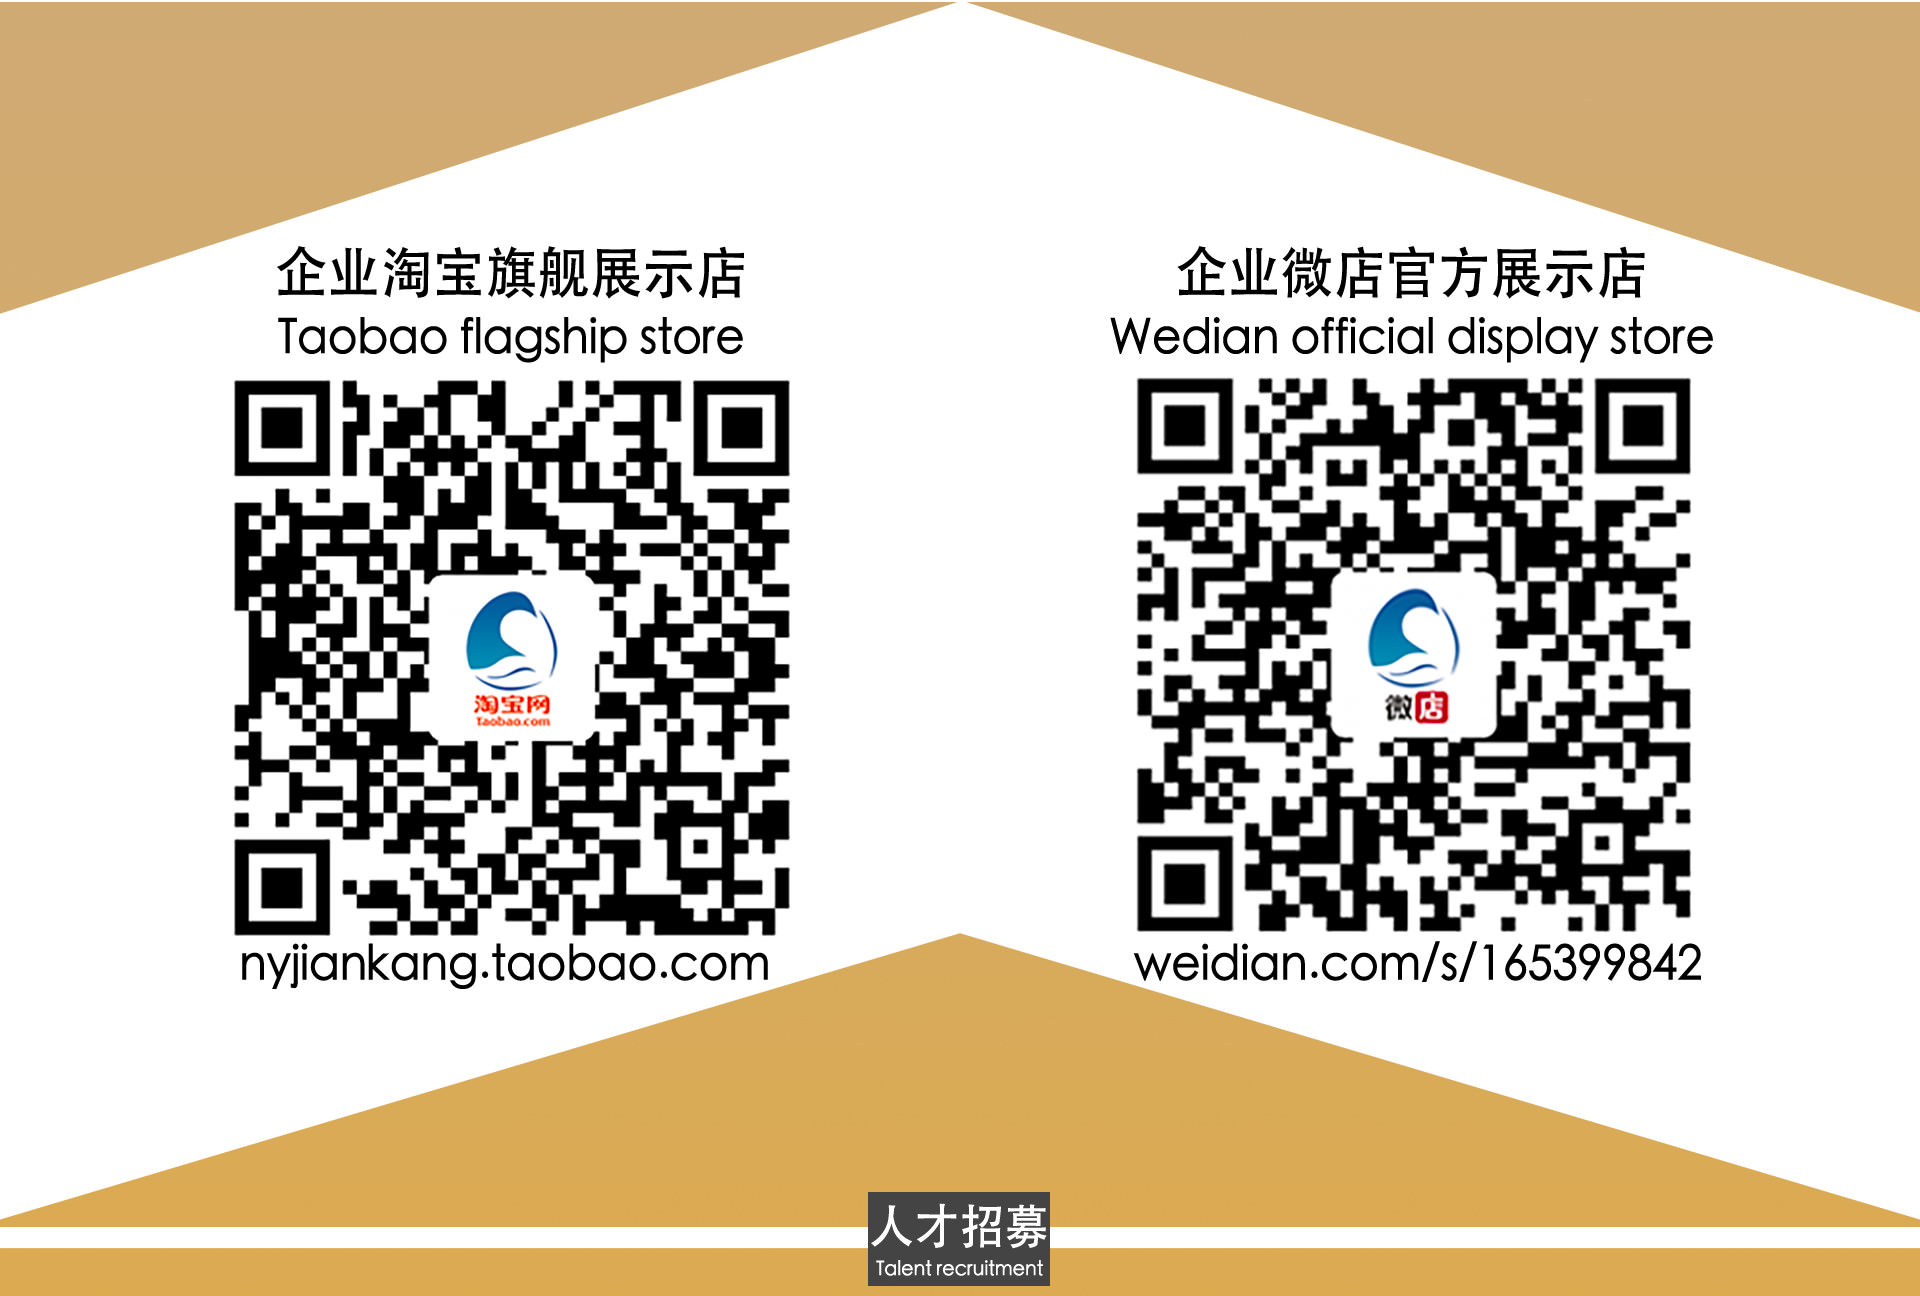 企业淘宝旗舰展示店
Taobao flagship store
淘宝网
Taobao.com
nyjiankang.taobao.com
企业微店官方展示店
Wedian official display store
微店
weidian.com/s/165399842
人才招募
Talent recruitment